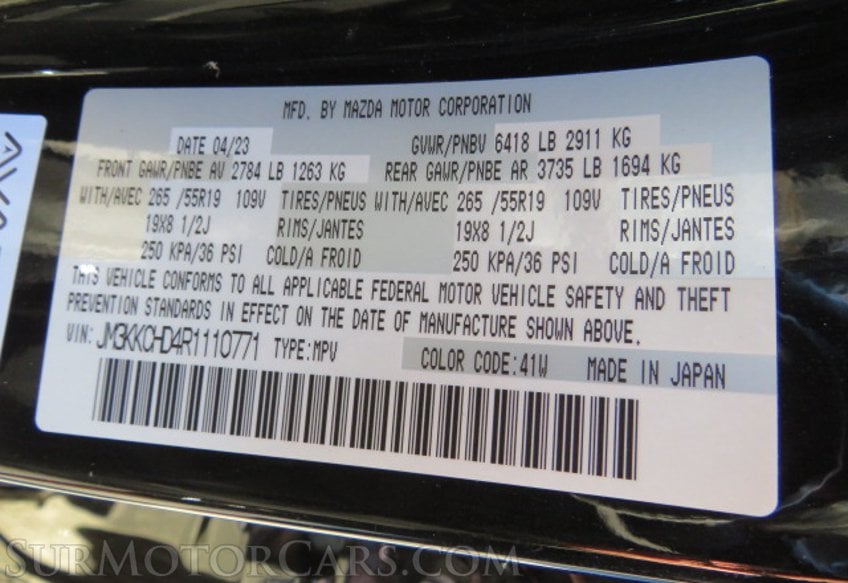 MFD. BY MAZDA MOTOR CORPORATION
DATE 04/23 GVWR/PNBV 6418 LB 2911 KG
FRONT GAWR/PNBE AV 2784 LB 1263 KG REAR GAWR/PNBE AR 3735 LB 1694 KG
WITH/AVEC 265 /55R19 109V TIRES/PNEUS WITH/AVEC 265 /55R19 109V TIRES/PNEUS
19X8 1/2J RIMS/JANTES 19X8 1/2J RIMS/JANTES
250 KPA/36 PSI COLD/A FROID 250 KPA/36 PSI COLD/A FROID
THIS VEHICLE CONFORMS TO ALL APPLICABLE FEDERAL MOTOR VEHICLE SAFETY AND THEFT
PREVENTION STANDARDS IN EFFECT ON THE DATE OF MANUFACTURE SHOWN ABOVE.
VIN: JM3KKCHD4R1110771 TYPE:MPV COLOR CODE:41W MADE IN JAPAN
SURMOTORCARS.COM